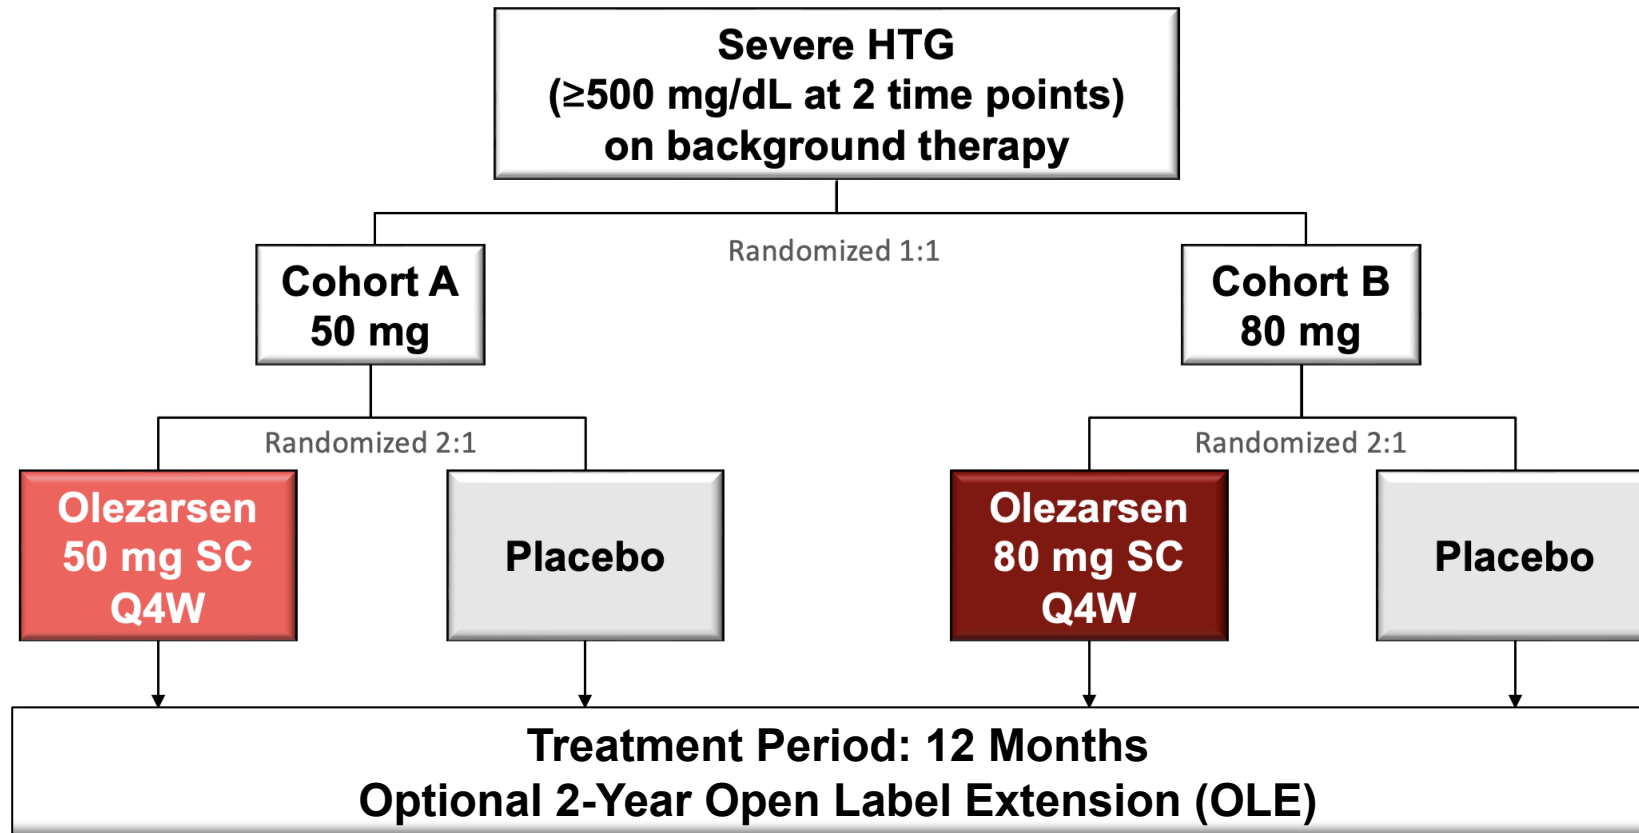 Severe HTG
(≥500 mg/dL at 2 time points)
on background therapy
Randomized 1:1
Cohort A
50 mg
Cohort B
80 mg
Randomized 2:1
Randomized 2:1
Olezarsen
50 mg SC
Q4W
Placebo
Olezarsen
80 mg SC
Q4W
Placebo
Treatment Period: 12 Months
Optional 2-Year Open Label Extension (OLE)